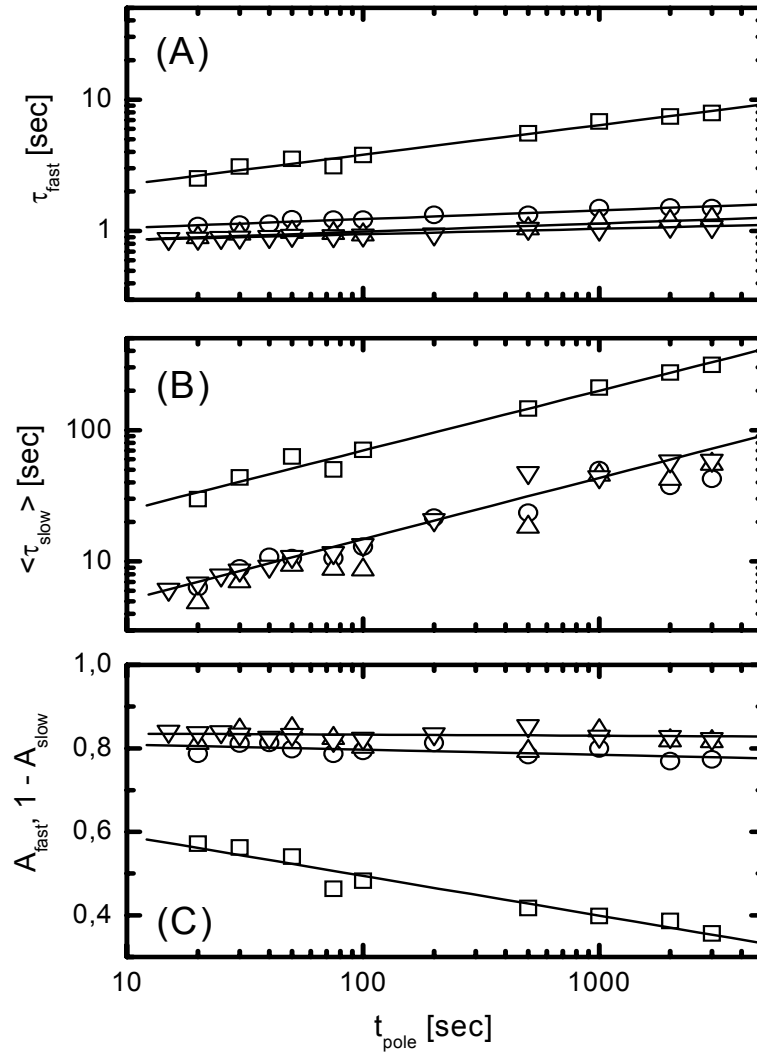 (A)
10
1
τfast [sec]
(B)
100
10
<τslow> [sec]
1,0
0,8
0,6
0,4
Afast, 1 - Aslow
(C)
10
100
1000
tpole [sec]